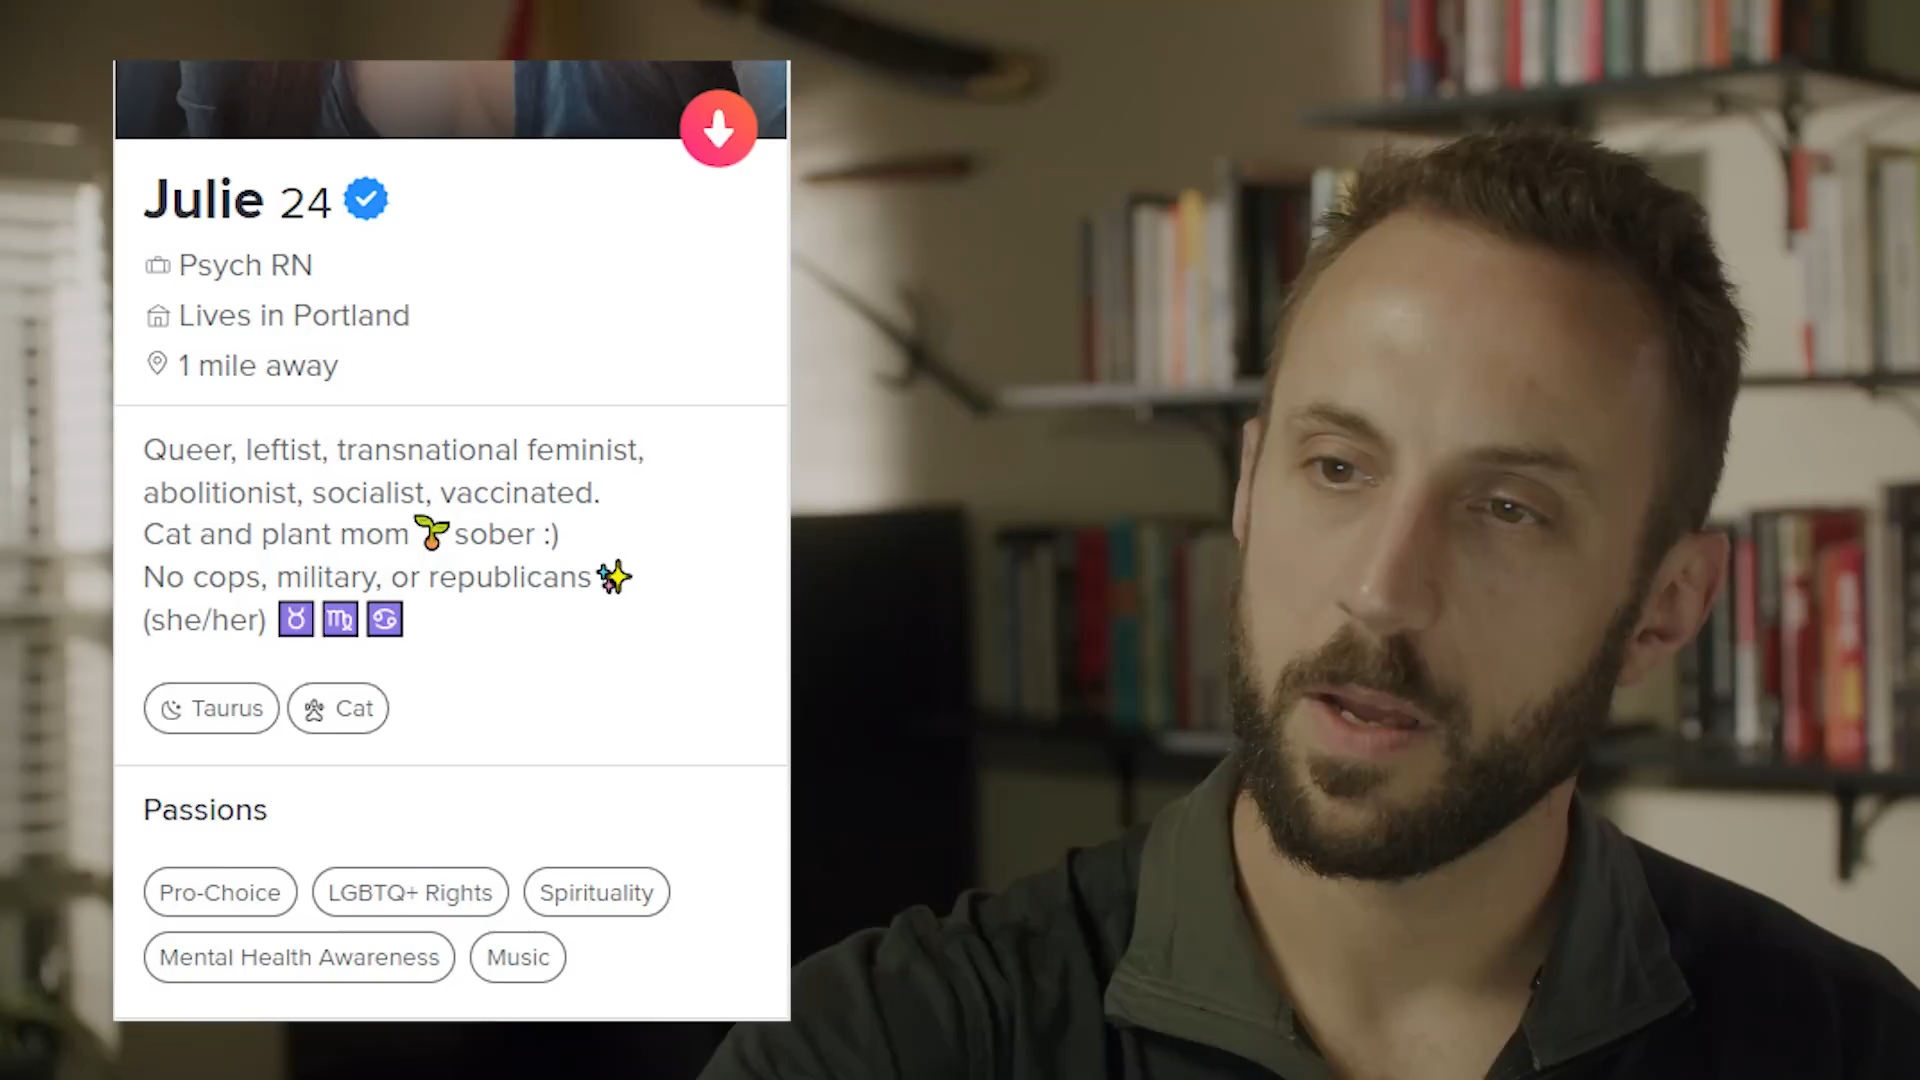 Julie 24
Psych RN
Lives in Portland
1 mile away
Queer, leftist, transnational feminist,
abolitionist, socialist, vaccinated.
Cat and plant mom🌱sober :)
No cops, military, or republicans✨
(she/her) ♉ ♍ ♋
Taurus Cat
Passions
Pro-Choice LGBTQ+ Rights Spirituality
Mental Health Awareness Music